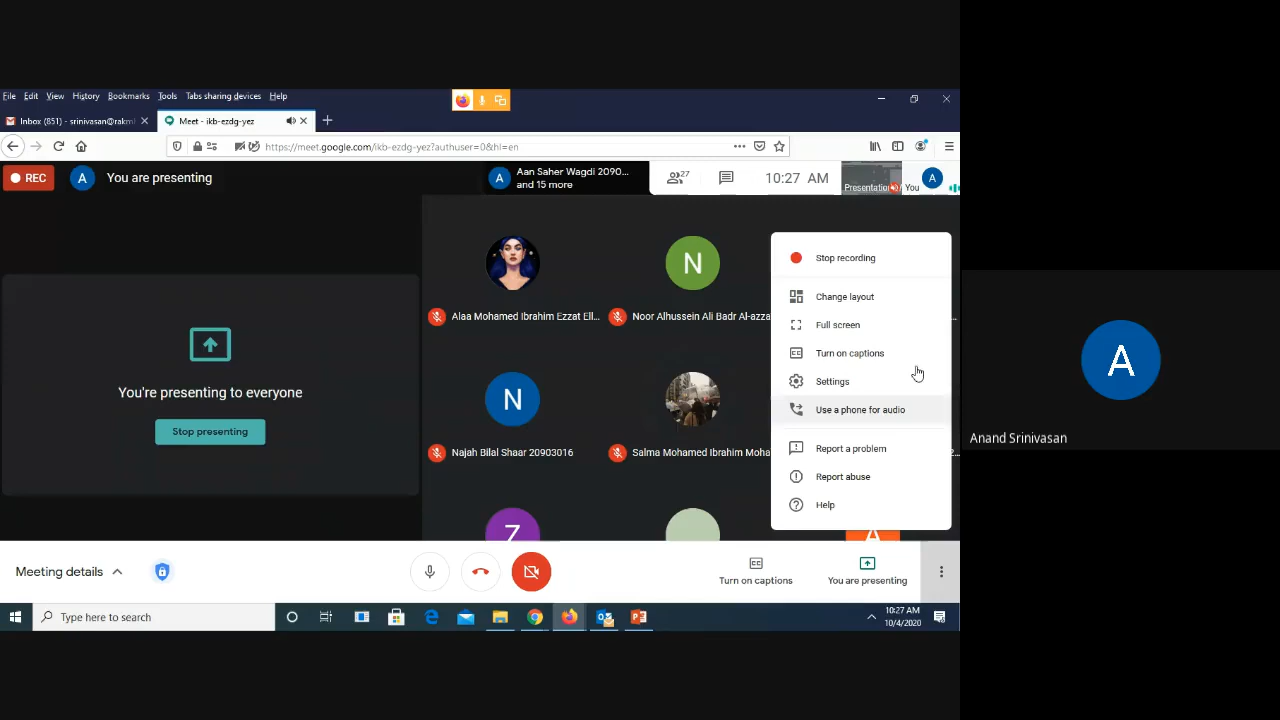 File Edit View History Bookmarks Tools Tabs sharing devices Help
Inbox (851) - srinivasan@rakm
Meet - ikb-ezdg-yez
https://meet.google.com/ikb-ezdg-yez?authuser=0&hl=en
REC
A
You are presenting
A
Aan Saher Wagdi 2090...
and 15 more
27
10:27 AM
Presentation
You
A
N
Alaa Mohamed Ibrahim Ezzat Ell...
Noor Alhussein Ali Badr Al-azza
You're presenting to everyone
Stop presenting
N
Najah Bilal Shaar 20903016
Salma Mohamed Ibrahim Moha
Z
A
Stop recording
Change layout
Full screen
Turn on captions
Settings
Use a phone for audio
Report a problem
Report abuse
Help
A
Anand Srinivasan
Meeting details
Turn on captions
You are presenting
Type here to search
10:27 AM
10/4/2020